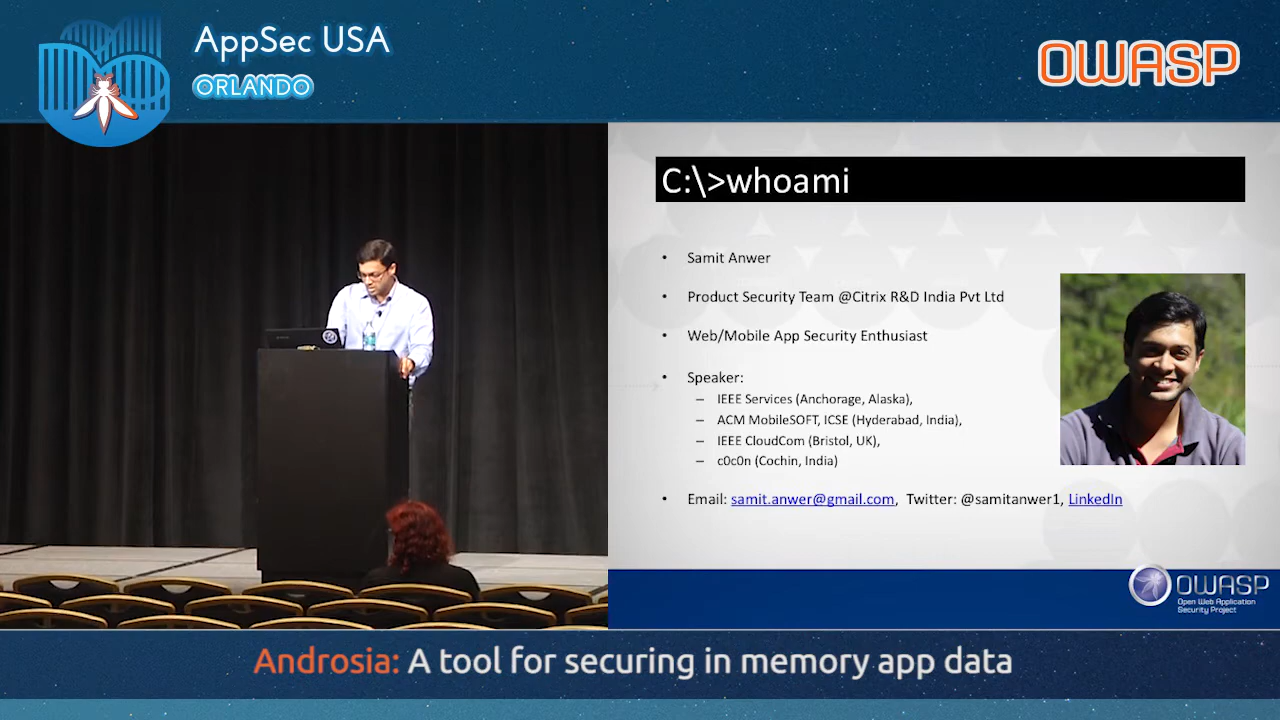 AppSec USA
ORLANDO
OWASP
C:\>whoami
• Samit Anwer
• Product Security Team @Citrix R&D India Pvt Ltd
• Web/Mobile App Security Enthusiast
• Speaker:
– IEEE Services (Anchorage, Alaska),
– ACM MobileSOFT, ICSE (Hyderabad, India),
– IEEE CloudCom (Bristol, UK),
– c0c0n (Cochin, India)
• Email: samit.anwer@gmail.com, Twitter: @samitanwer1, LinkedIn
OWASP
Open Web Application
Security Project
Androsia: A tool for securing in memory app data